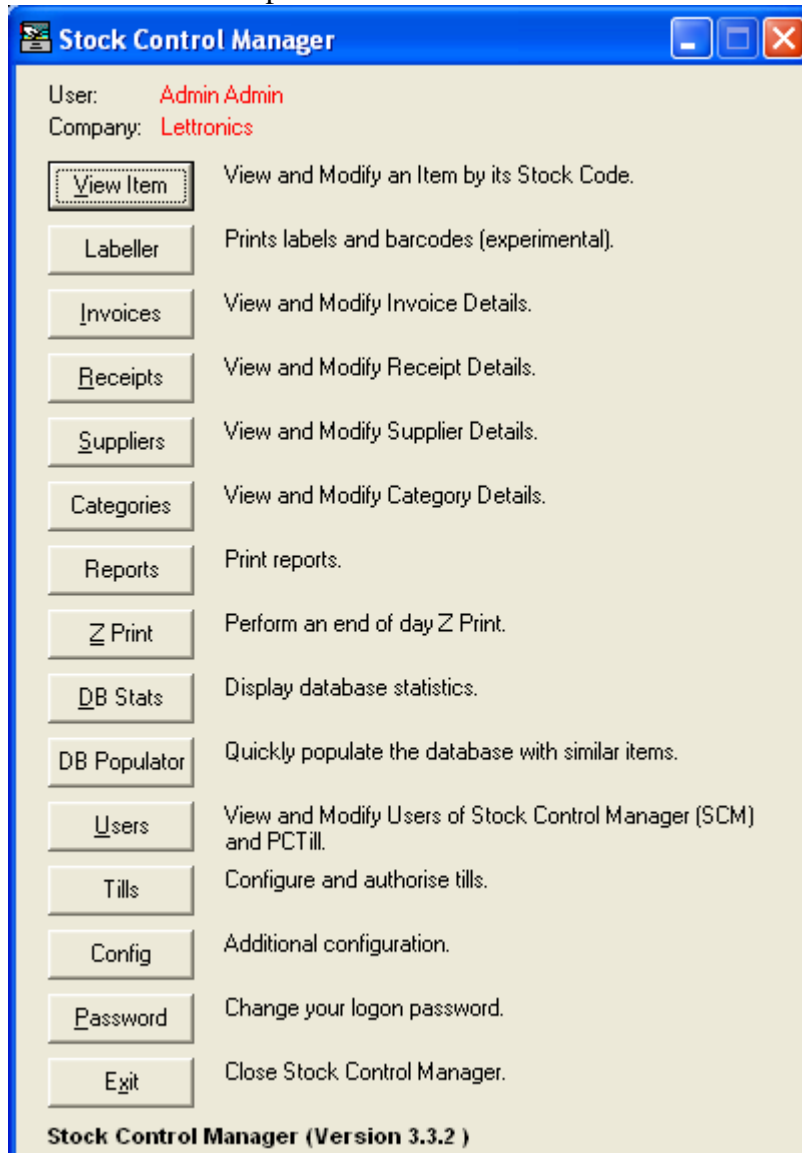 Stock Control Manager
User: Admin Admin
Company: Lettronics
View Item View and Modify an Item by its Stock Code.
Labeller Prints labels and barcodes (experimental).
Invoices View and Modify Invoice Details.
Receipts View and Modify Receipt Details.
Suppliers View and Modify Supplier Details.
Categories View and Modify Category Details.
Reports Print reports.
Z Print Perform an end of day Z Print.
DB Stats Display database statistics.
DB Populator Quickly populate the database with similar items.
Users View and Modify Users of Stock Control Manager (SCM)
and PCTill.
Tills Configure and authorise tills.
Config Additional configuration.
Password Change your logon password.
Exit Close Stock Control Manager.
Stock Control Manager (Version 3.3.2 )